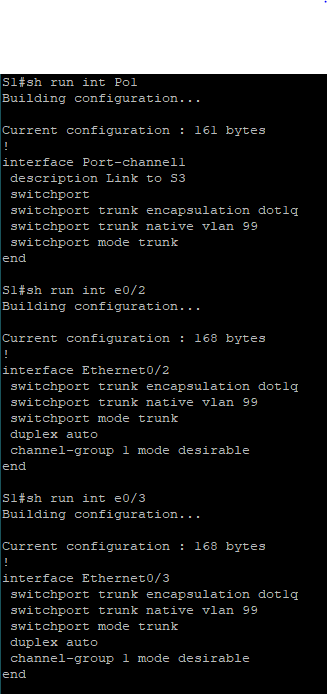 S1#sh run int Po1
Building configuration...
Current configuration : 161 bytes
!
interface Port-channel1
description Link to S3
switchport
switchport trunk encapsulation dot1q
switchport trunk native vlan 99
switchport mode trunk
end
S1#sh run int e0/2
Building configuration...
Current configuration : 168 bytes
!
interface Ethernet0/2
switchport trunk encapsulation dot1q
switchport trunk native vlan 99
switchport mode trunk
duplex auto
channel-group 1 mode desirable
end
S1#sh run int e0/3
Building configuration...
Current configuration : 168 bytes
!
interface Ethernet0/3
switchport trunk encapsulation dot1q
switchport trunk native vlan 99
switchport mode trunk
duplex auto
channel-group 1 mode desirable
end